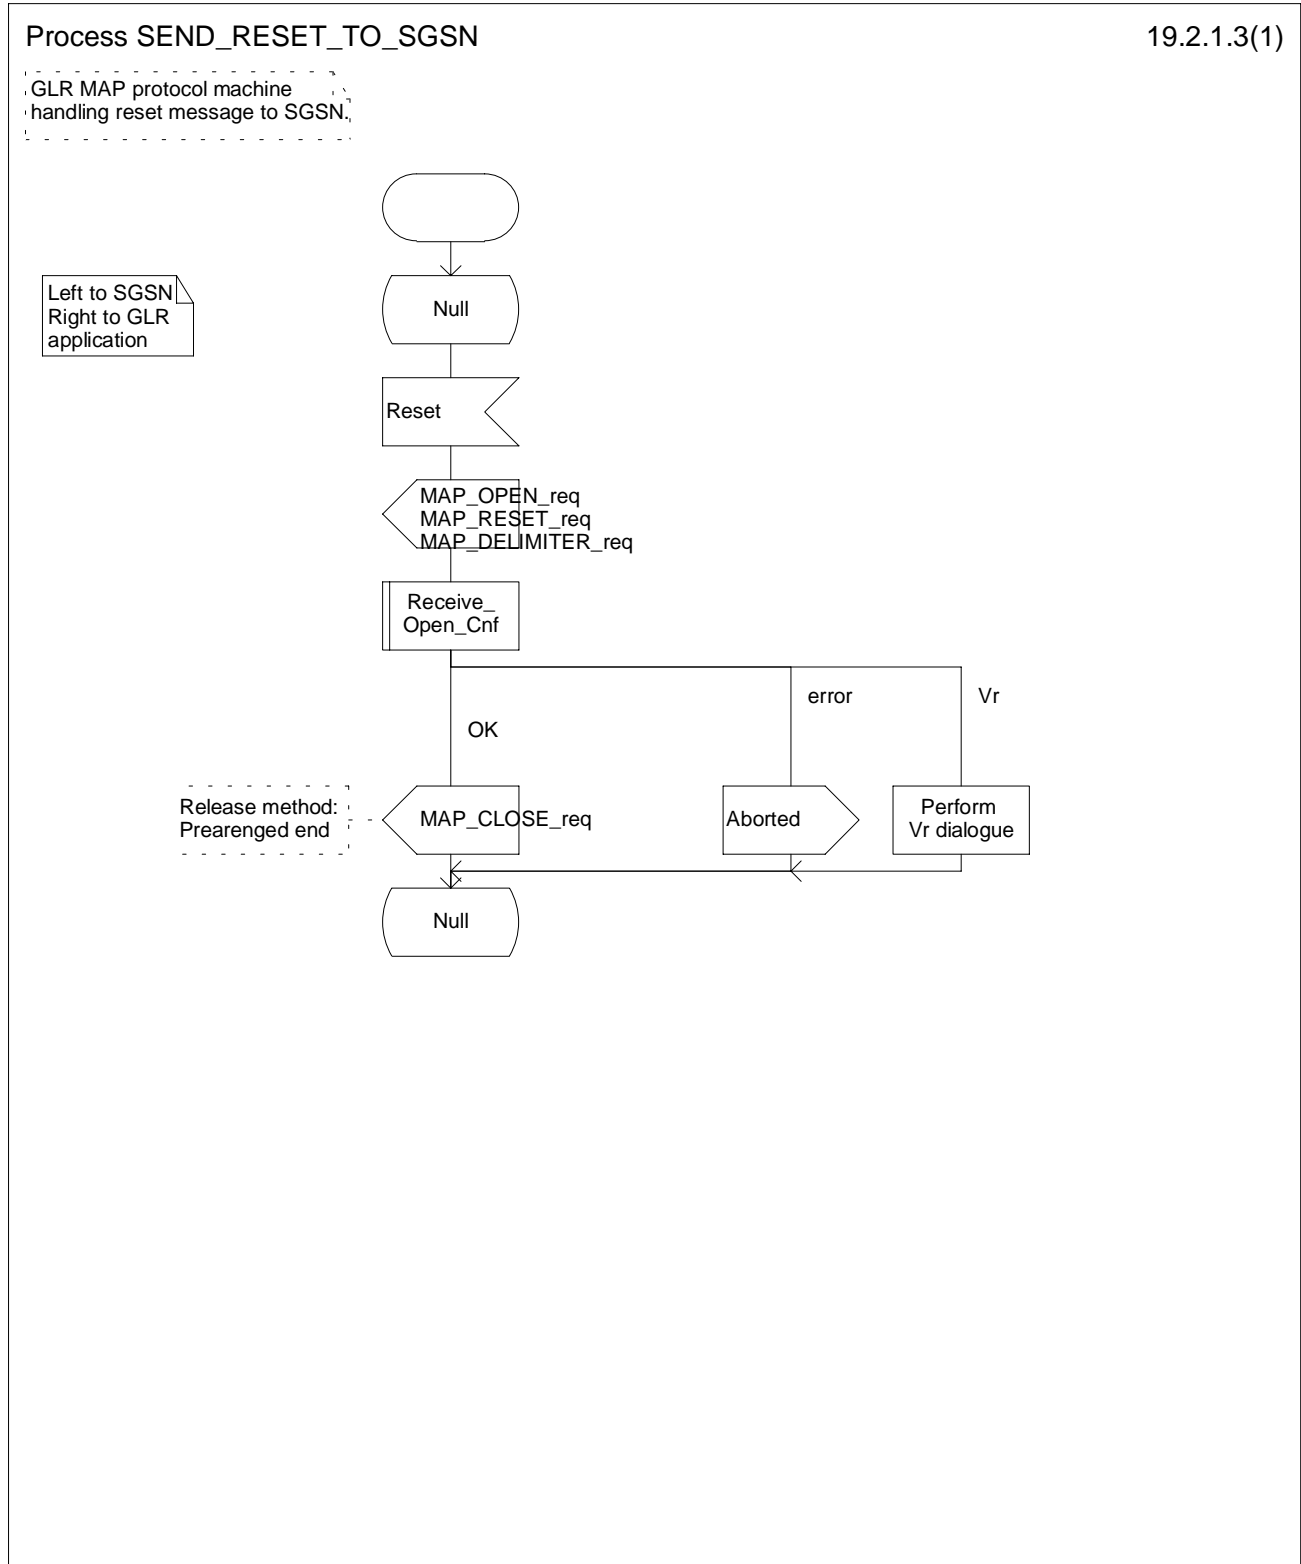 Process SEND_RESET_TO_SGSN
19.2.1.3(1)
GLR MAP protocol machine
handling reset message to SGSN.
Left to SGSN
Right to GLR
application
Null
Reset
MAP_OPEN_req
MAP_RESET_req
MAP_DELIMITER_req
Receive_
Open_Cnf
error
Vr
OK
Release method:
Prearenged end
MAP_CLOSE_req
Aborted
Perform
Vr dialogue
Null